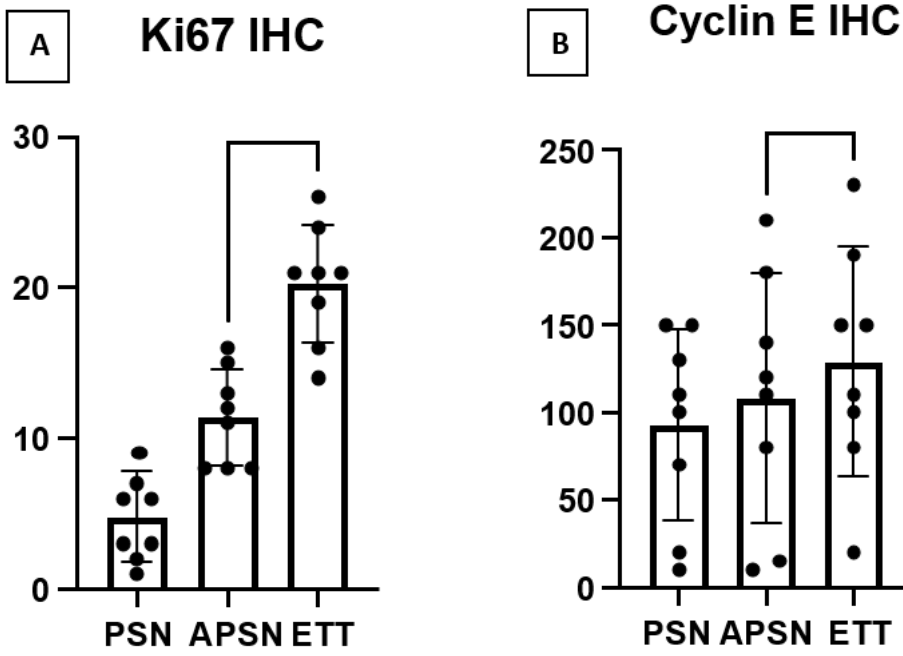 A
Ki67 IHC
30
20
10
0
PSN APSN ETT
B
Cyclin E IHC
250
200
150
100
50
0
PSN APSN ETT